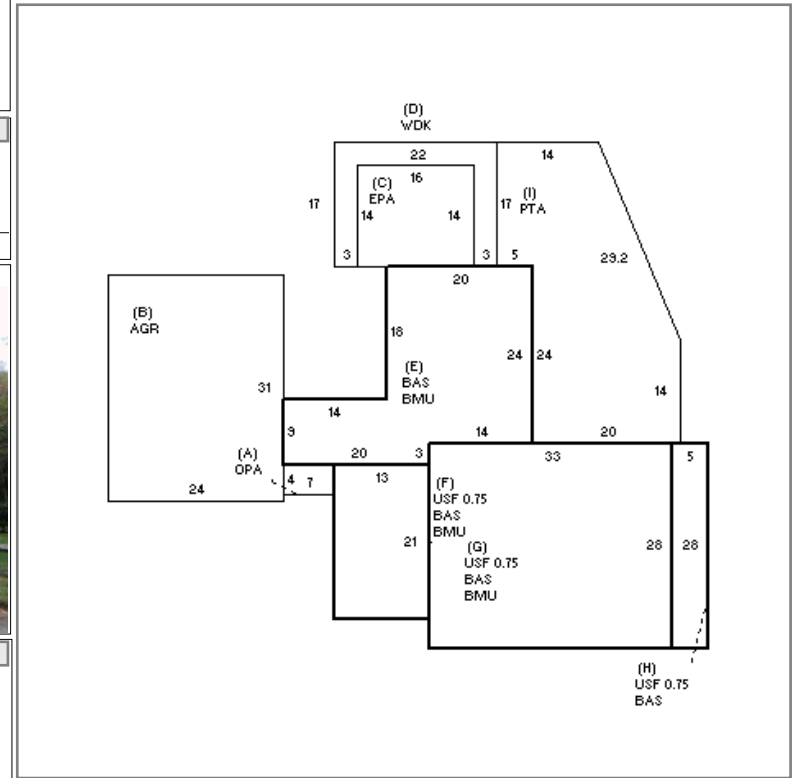 (D)
WDK
22
14
(C)
EPA
16
17
14
14
17
(I)
PTA
3
3
5
29.2
20
(B)
AGR
18
(E)
BAS
BMU
24
24
31
14
14
9
14
20
(A)
OPA
20
3
33
5
4
7
13
24
(F)
USF 0.75
BAS
BMU
21
(G)
USF 0.75
BAS
BMU
28
28
(H)
USF 0.75
BAS